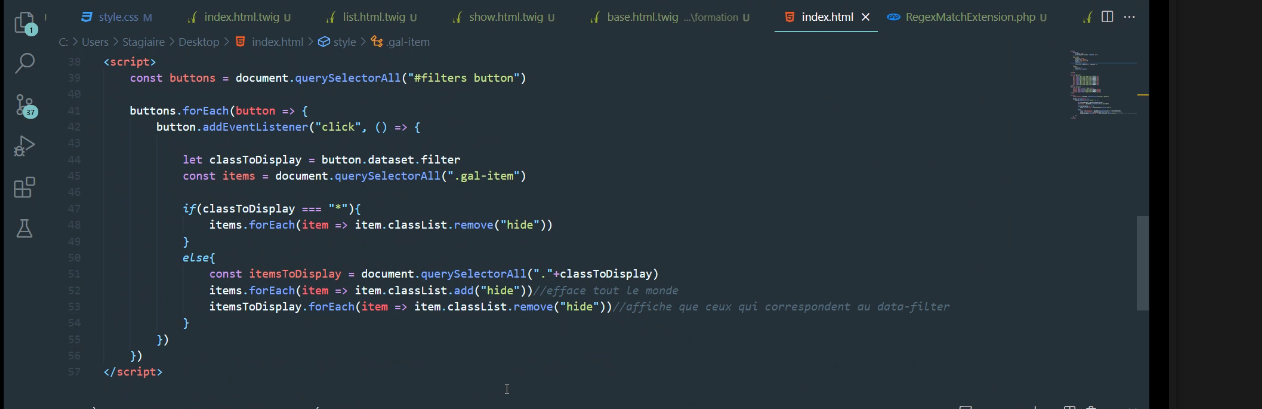 style.css M index.html.twig U list.html.twig U show.html.twig U base.html.twig ...\formation U index.html RegexMatchExtension.php U
C: > Users > Stagiaire > Desktop > index.html > style > .gal-item
1
37
38 <script>
39 const buttons = document.querySelectorAll("#filters button")
40
41 buttons.forEach(button => {
42 button.addEventListener("click", () => {
43
44 let classToDisplay = button.dataset.filter
45 const items = document.querySelectorAll(".gal-item")
46
47 if(classToDisplay === "*"){
48 items.forEach(item => item.classList.remove("hide"))
49 }
50 else{
51 const itemsToDisplay = document.querySelectorAll("."+classToDisplay)
52 items.forEach(item => item.classList.add("hide"))//efface tout le monde
53 itemsToDisplay.forEach(item => item.classList.remove("hide"))//affiche que ceux qui correspondent au data-filter
54 }
55 })
56 })
57 </script>